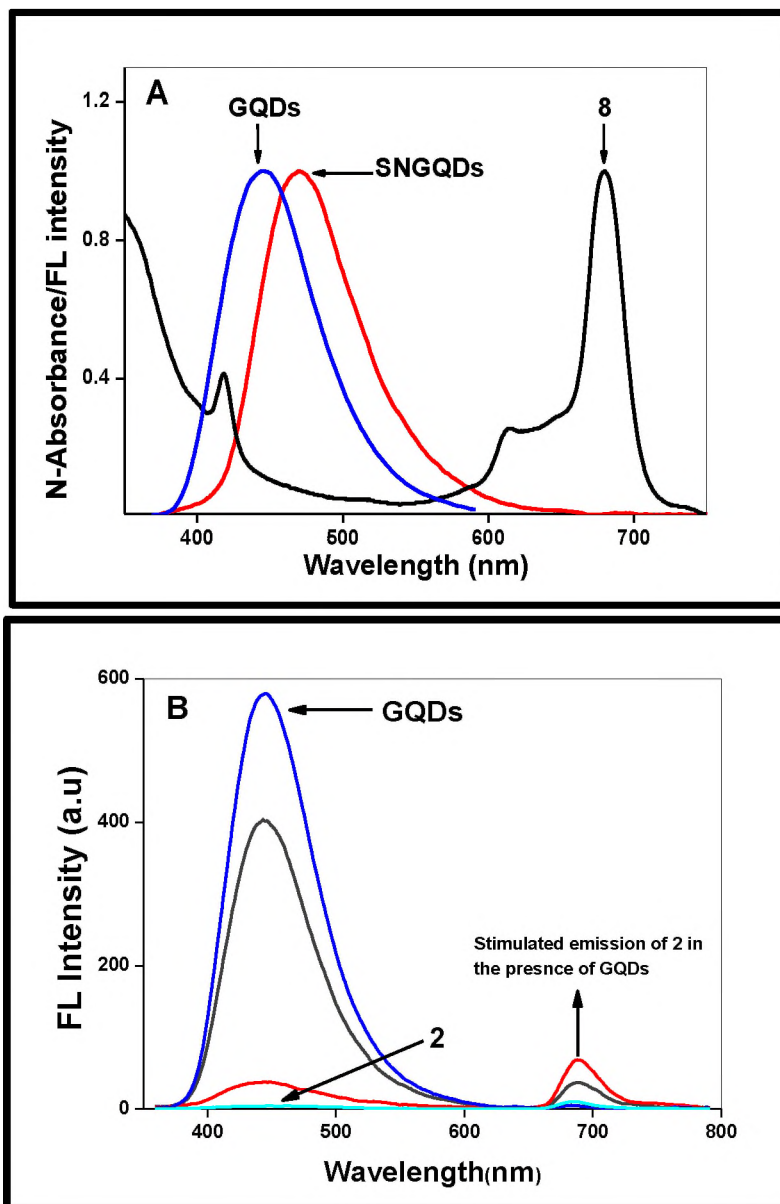 A
GQDs
8
SNGQDs
1.2
0.8
0.4
N-Absorbance/FL intensity
400
500
600
700
Wavelength (nm)
B
GQDs
600
400
200
0
FL Intensity (a.u)
2
Stimulated emission of 2 in
the presnce of GQDs
400
500
600
700
800
Wavelength(nm)